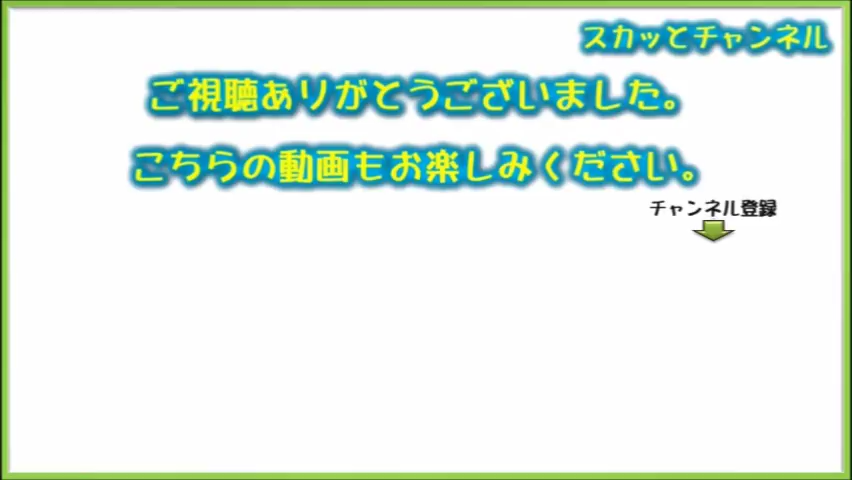 スカッとチャンネル
ご視聴ありがとうございました。
こちらの動画もお楽しみください。
チャンネル登録